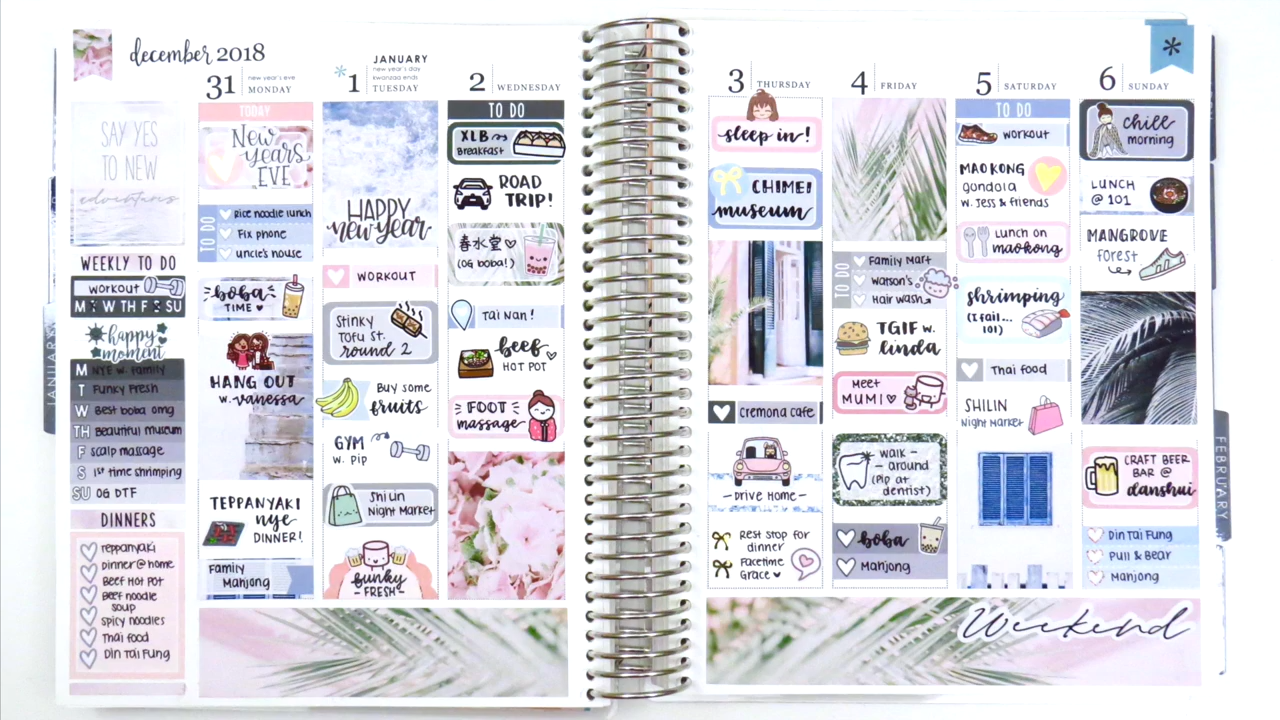 december 2018
SAY YES
TO NEW
adventures
WEEKLY TO DO
workout
M T W TH F S SU
happy
moment
M NYE w. Family
T Funky Fresh
W Best boba omg
TH Beautiful museum
F scalp massage
S 1st time shrimping
SU OG DTF
DINNERS
Teppanyaki
Dinner @ home
Beef Hot Pot
Beef noodle
soup
spicy noodles
Thai food
Din Tai Fung
31
new year's eve
MONDAY
TODAY
New
years
EVE
TO DO
Rice noodle lunch
Fix phone
uncle's house
boba
TIME
HANG OUT
w. vanessa
TEPPANYAKI
nye
DINNER!
Family
Mahjong
*
1
JANUARY
new year's day
kwanzaa ends
TUESDAY
HAPPY
new year
WORKOUT
Stinky
Tofu St.
round 2
Buy some
fruits
GYM
w. pip
Shilin
Night Market
funky
-FRESH-
2
WEDNESDAY
TO DO
XLB
Breakfast
ROAD
TRIP!
春水堂
(OG boba!)
Tai Nan!
beef
HOT POT
FOOT
massage
3
THURSDAY
sleep in!
CHIMEI
museum
Cremona cafe
- Drive Home -
Rest stop for
dinner
Facetime
Grace
4
FRIDAY
TO DO
Family Mart
Watson's
Hair wash
TGIF w.
linda
Meet
MUMI
- walk -
around
(Pip at
dentist)
boba
Mahjong
5
SATURDAY
TO DO
workout
MAOKONG
gondola
w. Jess & friends
Lunch on
maokong
shrimping
(I fail...
101)
Thai food
SHILIN
Night Market
6
SUNDAY
*
chill
morning
LUNCH
@ 101
MANGROVE
forest
CRAFT BEER
BAR @
danshui
Din Tai Fung
Pull & Bear
Mahjong
Weekend
JANUARY
FEBRUARY